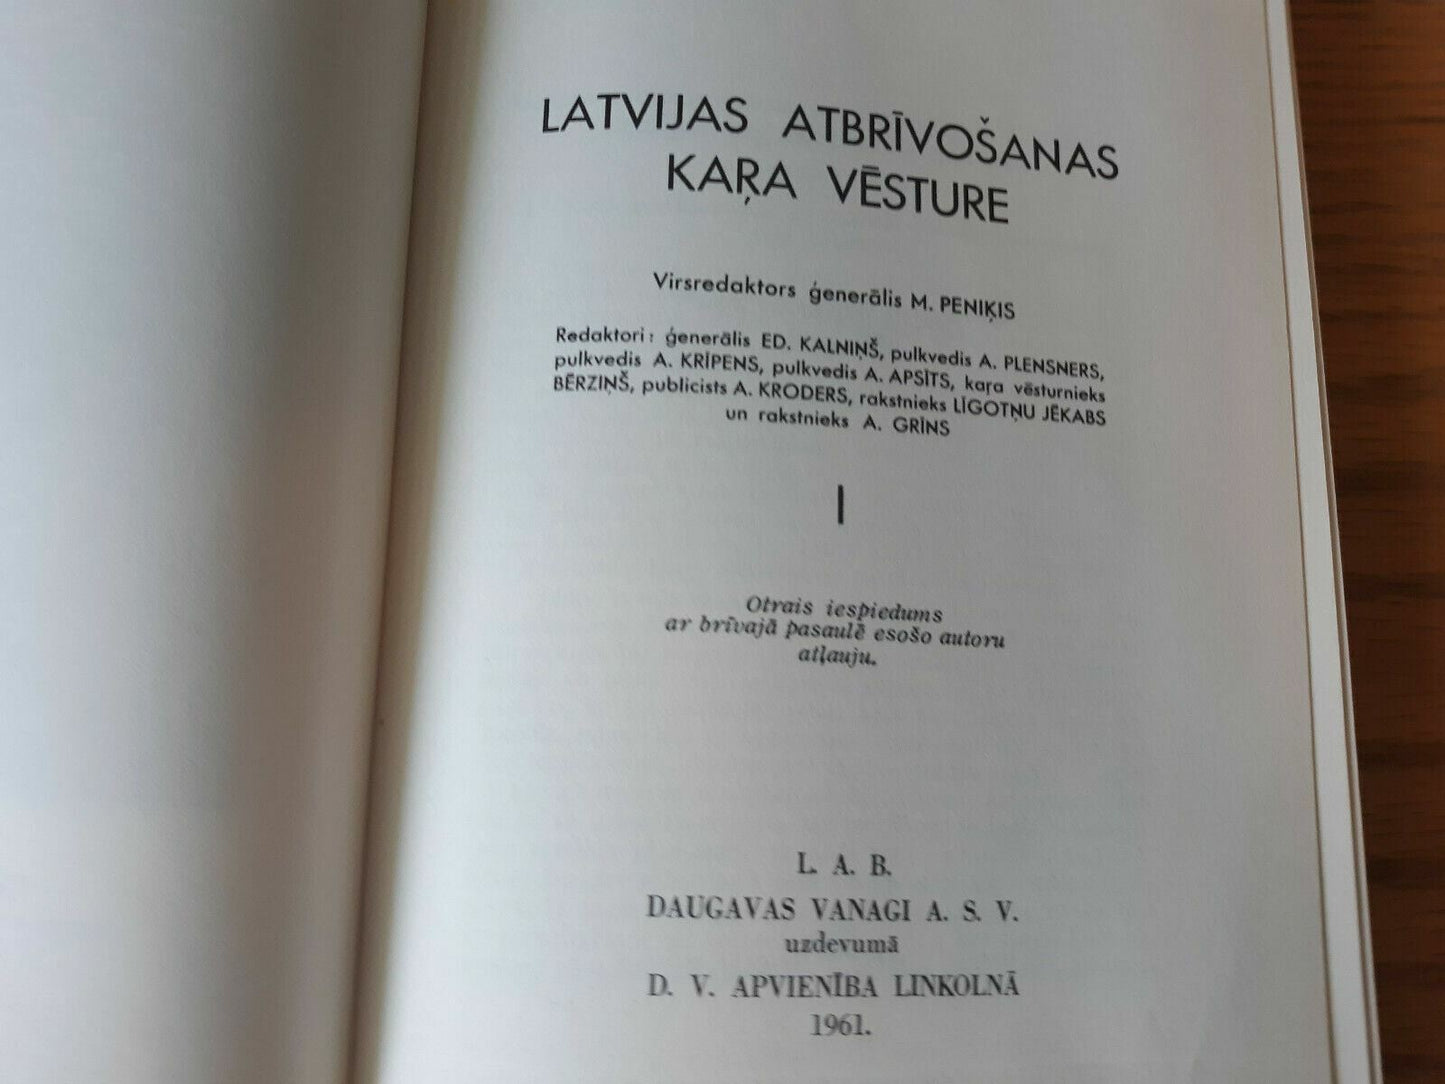 LATVIJAS ATBRĪVOŠANAS
KAŖA VĒSTURE
Virsredaktors ģenerālis M. PENIĶIS
Redaktori: ģenerālis ED. KALNIŅŠ, pulkvedis A. PLENSNERS,
pulkvedis A. KRĪPENS, pulkvedis A. APSĪTS, kaŗa vēsturnieks
BĒRZIŅŠ, publicists A. KRODERS, rakstnieks LĪGOTŅU JĒKABS
un rakstnieks A. GRĪNS
I
Otrais iespiedums
ar brīvajā pasaulē esošo autoru
atļauju.
L. A. B.
DAUGAVAS VANAGI A. S. V.
uzdevumā
D. V. APVIENĪBA LINKOLNĀ
1961.